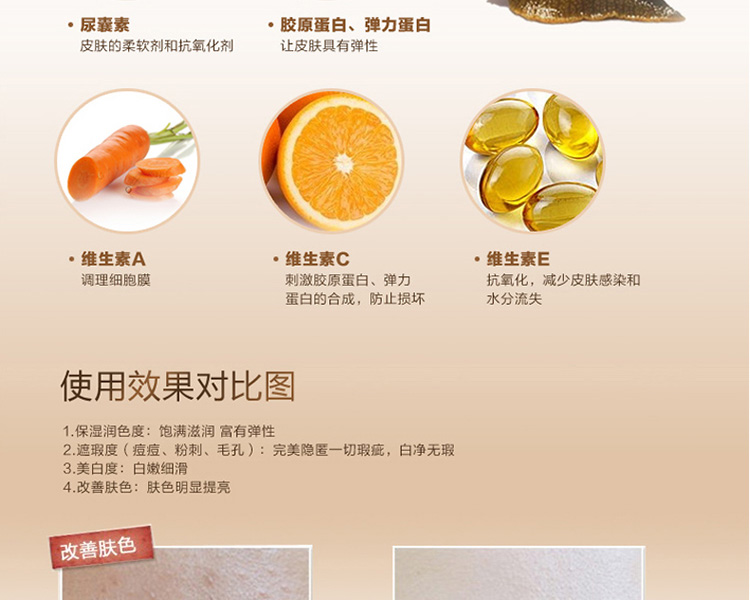 • 尿囊素
皮肤的柔软剂和抗氧化剂
• 胶原蛋白、弹力蛋白
让皮肤具有弹性
• 维生素A
调理细胞膜
• 维生素C
刺激胶原蛋白、弹力
蛋白的合成，防止损坏
• 维生素E
抗氧化，减少皮肤感染和
水分流失
使用效果对比图
1.保湿润色度：饱满滋润 富有弹性
2.遮瑕度（痘痘、粉刺、毛孔）：完美隐匿一切瑕疵，白净无瑕
3.美白度：白嫩细滑
4.改善肤色：肤色明显提亮
改善肤色